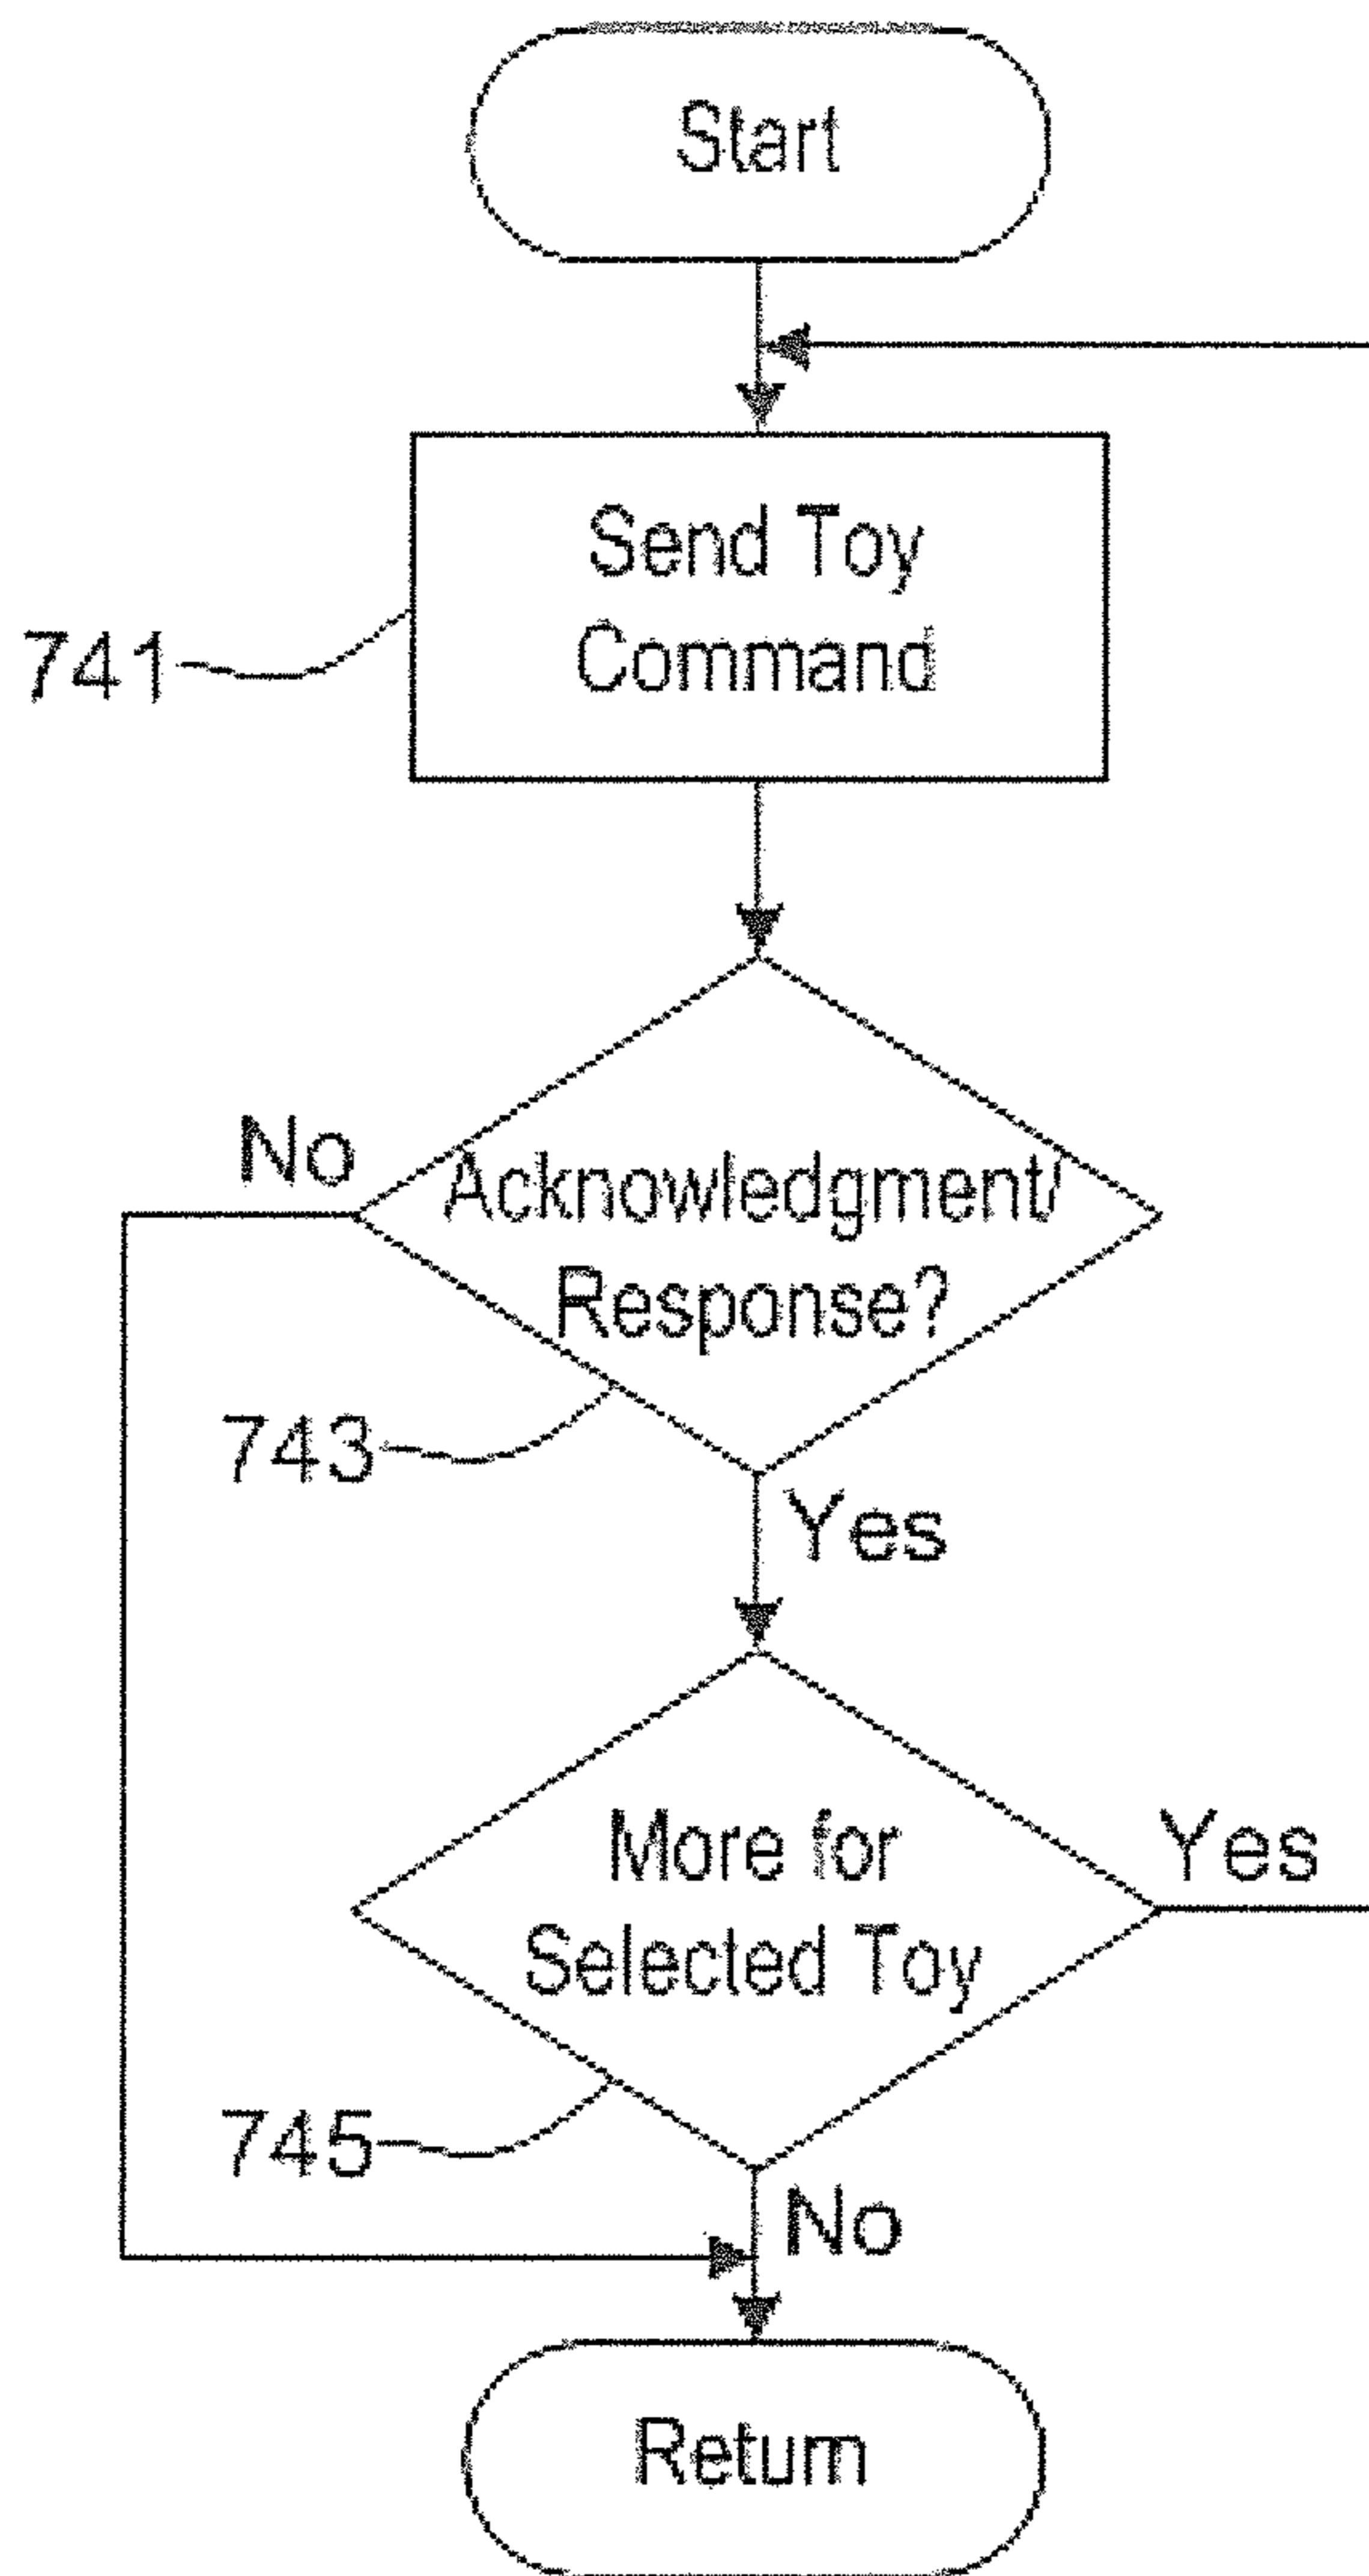 Start
Send Toy
Command
741
No
Acknowledgment/
Response?
743
Yes
More for
Selected Toy
Yes
745
No
Return